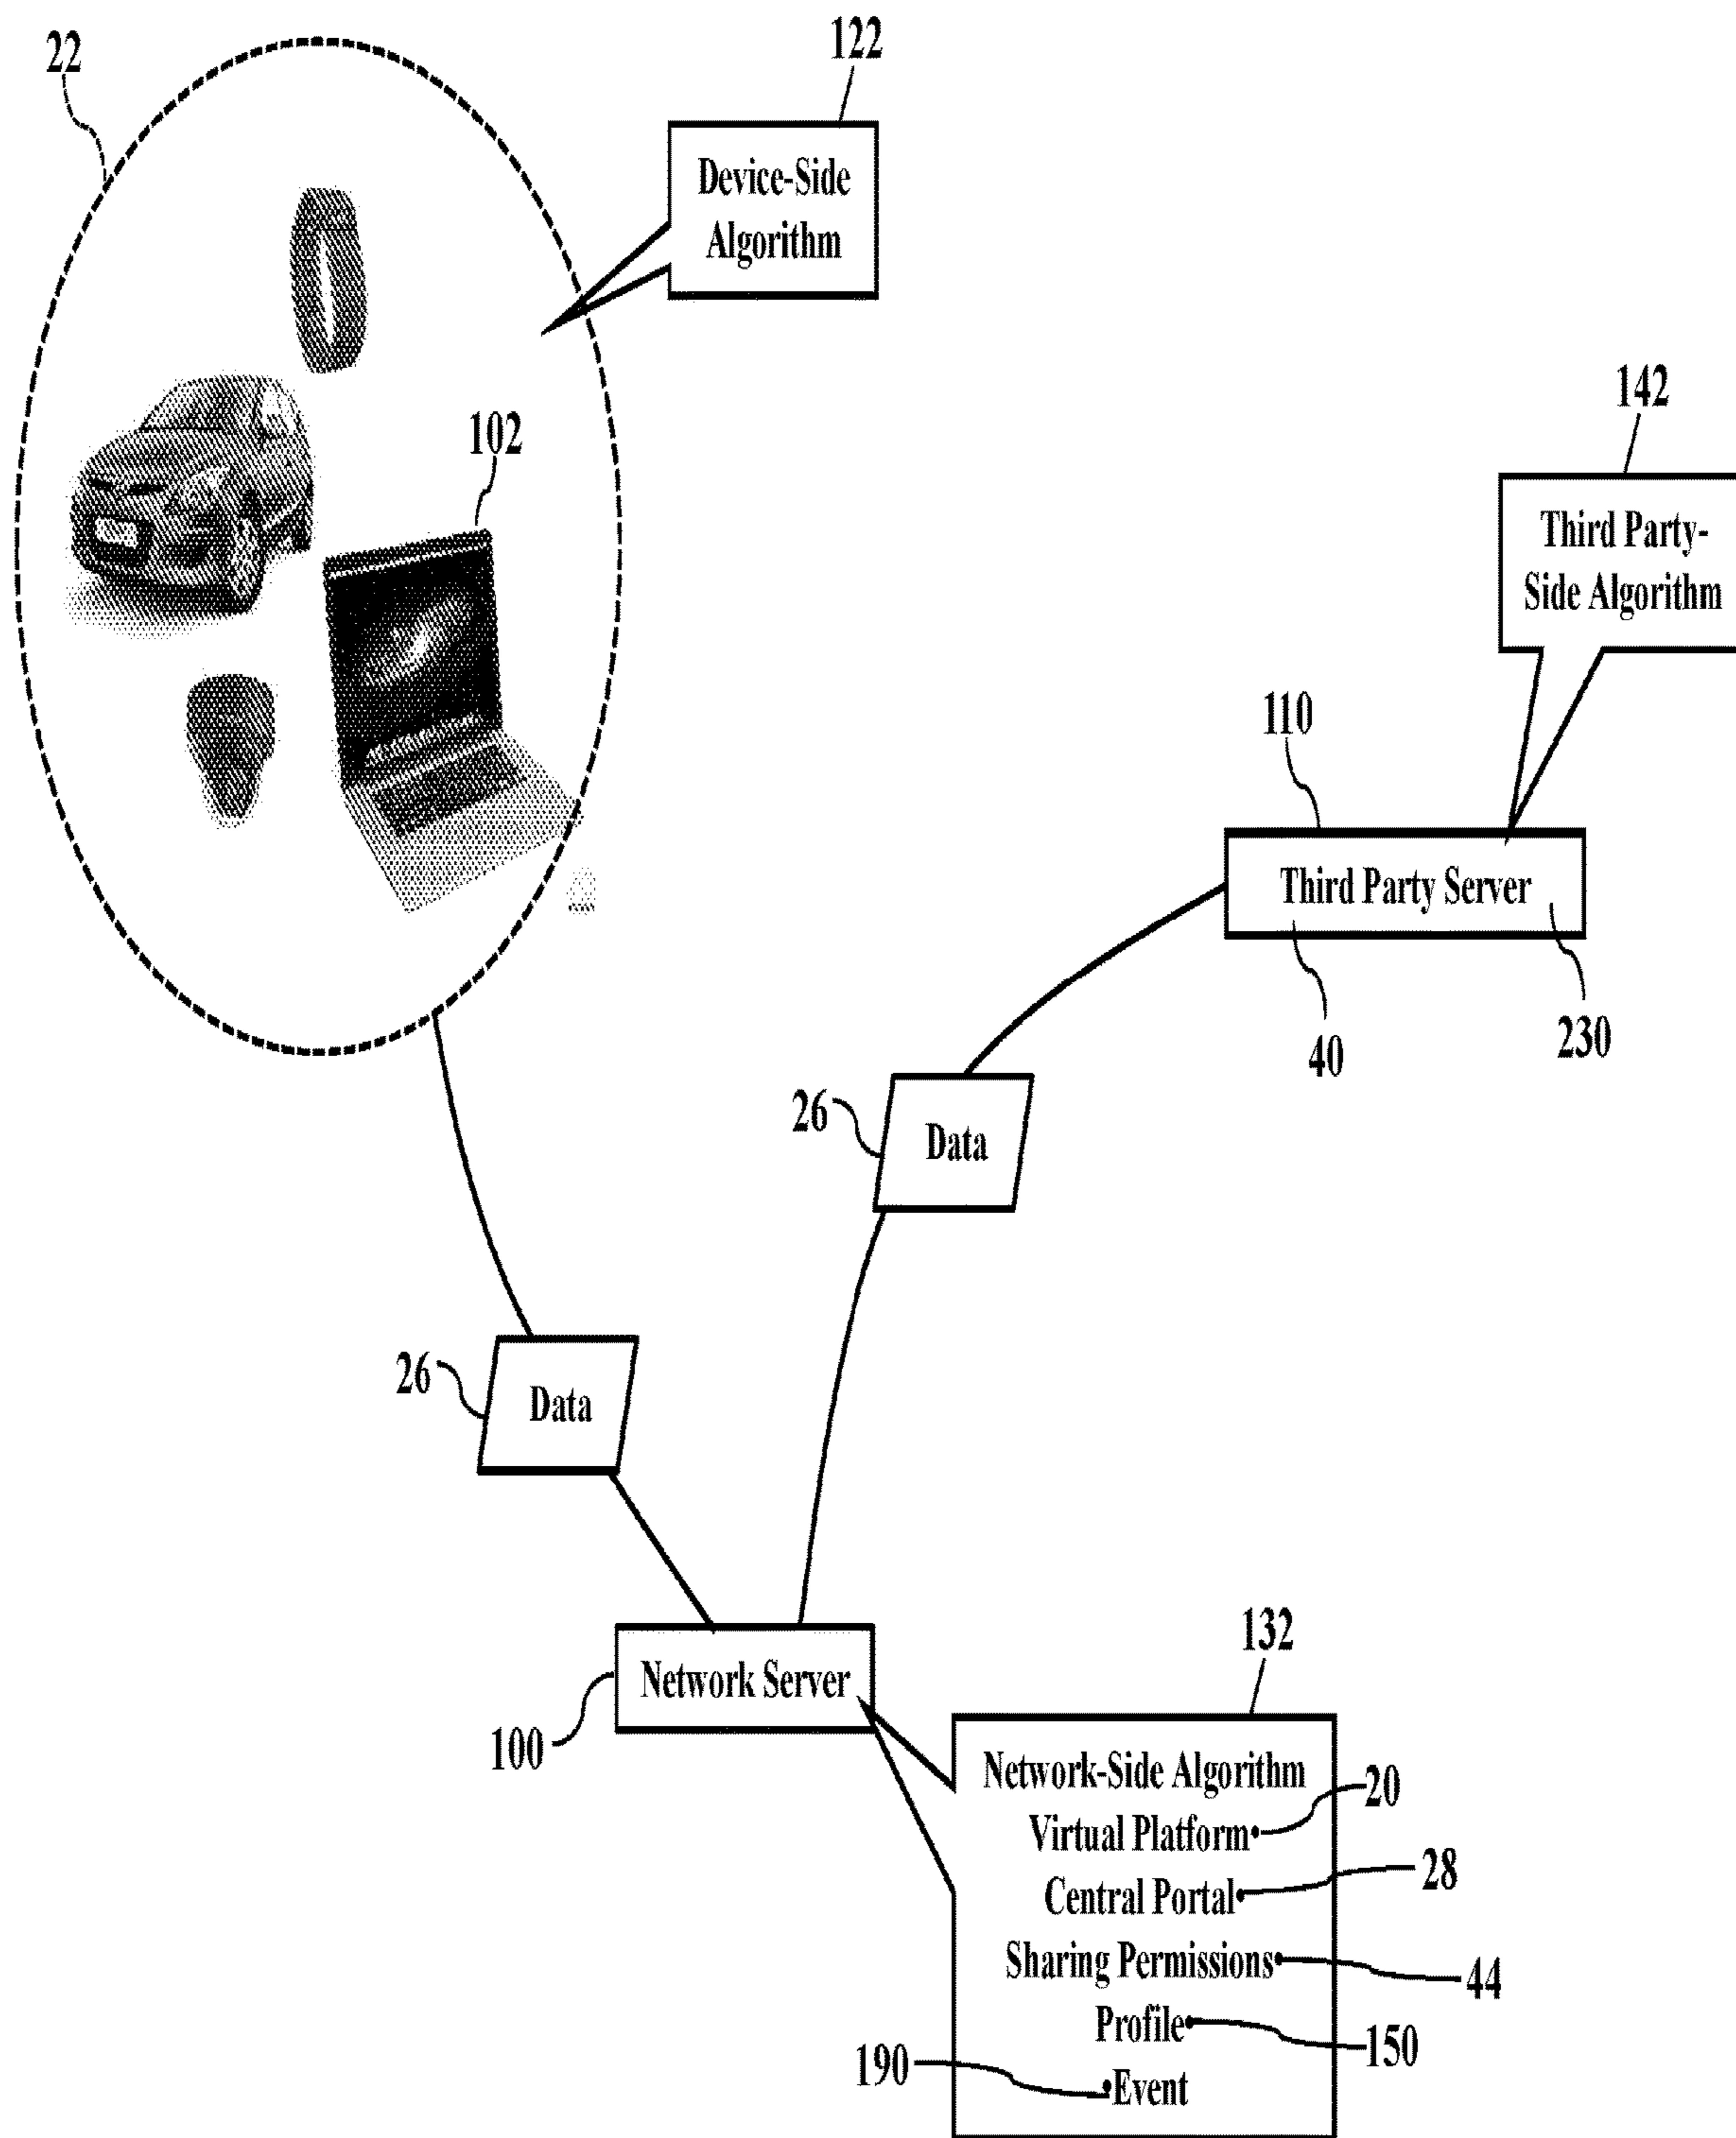 22
122
Device-Side
Algorithm
102
142
Third Party-
Side Algorithm
110
Third Party Server
40
230
26
Data
26
Data
Network Server
100
132
Network-Side Algorithm
Virtual Platform
20
Central Portal
28
Sharing Permissions
44
Profile
150
190
Event